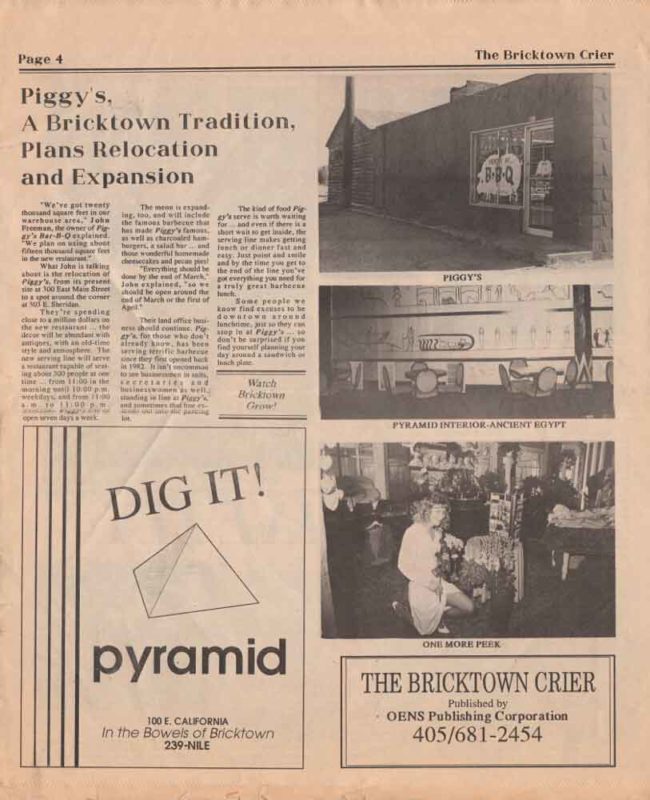 Page 4
The Bricktown Crier
Piggy's,
A Bricktown Tradition,
Plans Relocation
and Expansion
"We've got twenty
thousand square feet in our
warehouse area," John
Freeman, the owner of Pig-
gy's Bar-B-Q explained.
"We plan on using about
fifteen thousand square feet
in the new restaurant."
What John is talking
about is the relocation of
Piggy's, from its present
site at 300 East Main Street
to a spot around the corner
at 303 E. Sheridan.
They're spending
close to a million dollars on
the new restaurant ... the
decor will be abundant with
antiques, with an old-time
style and atmosphere. The
new serving line will serve
a restaurant capable of seat-
ing about 300 people at one
time ... from 11:00 in the
morning until 10:00 p.m.
weekdays, and from 11:00
a.m. to 11:00 p.m.
open seven days a week.
The menu is expand-
ing, too, and will include
the famous barbecue that
has made Piggy's famous,
as well as charcoaled ham-
burgers, a salad bar ... and
those wonderful homemade
cheesecakes and pecan pies!
"Everything should be
done by the end of March,"
John explained, "so we
should be open around the
end of March or the first of
April."
Their land office busi-
ness should continue. Pig-
gy's, for those who don't
already know, has been
serving terrific barbecue
since they first opened back
in 1982. It isn't uncommon
to see businessmen in suits,
secretaries and
businesswomen as well,
standing in line at Piggy's,
and sometimes that line ex-
tends out into the parking
lot.
The kind of food Pig-
gy's serve is worth waiting
for ... and even if there is a
short wait to get inside, the
serving line makes getting
lunch or dinner fast and
easy. Just point and smile
and by the time you get to
the end of the line you've
got everything you need for
a truly great barbecue
lunch.
Some people we
know find excuses to be
downtown around
lunchtime, just so they can
stop in at Piggy's ... so
don't be surprised if you
find yourself planning your
day around a sandwich or
lunch plate.
Watch
Bricktown
Grow!
B·B·Q
PIGGY'S
PYRAMID INTERIOR-ANCIENT EGYPT
ONE MORE PEEK
DIG IT!
pyramid
100 E. CALIFORNIA
In the Bowels of Bricktown
239-NILE
THE BRICKTOWN CRIER
Published by
OENS Publishing Corporation
405/681-2454